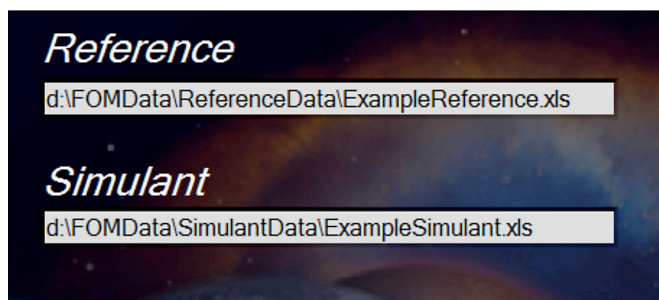 Reference
d:\FOMData\ReferenceData\ExampleReference.xls
Simulant
d:\FOMData\SimulantData\ExampleSimulant.xls